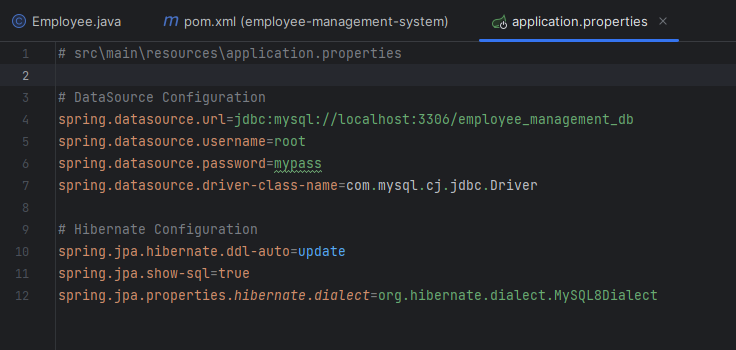 Employee.java
pom.xml (employee-management-system)
application.properties
1 # src\main\resources\application.properties
2
3 # DataSource Configuration
4 spring.datasource.url=jdbc:mysql://localhost:3306/employee_management_db
5 spring.datasource.username=root
6 spring.datasource.password=mypass
7 spring.datasource.driver-class-name=com.mysql.cj.jdbc.Driver
8
9 # Hibernate Configuration
10 spring.jpa.hibernate.ddl-auto=update
11 spring.jpa.show-sql=true
12 spring.jpa.properties.hibernate.dialect=org.hibernate.dialect.MySQL8Dialect